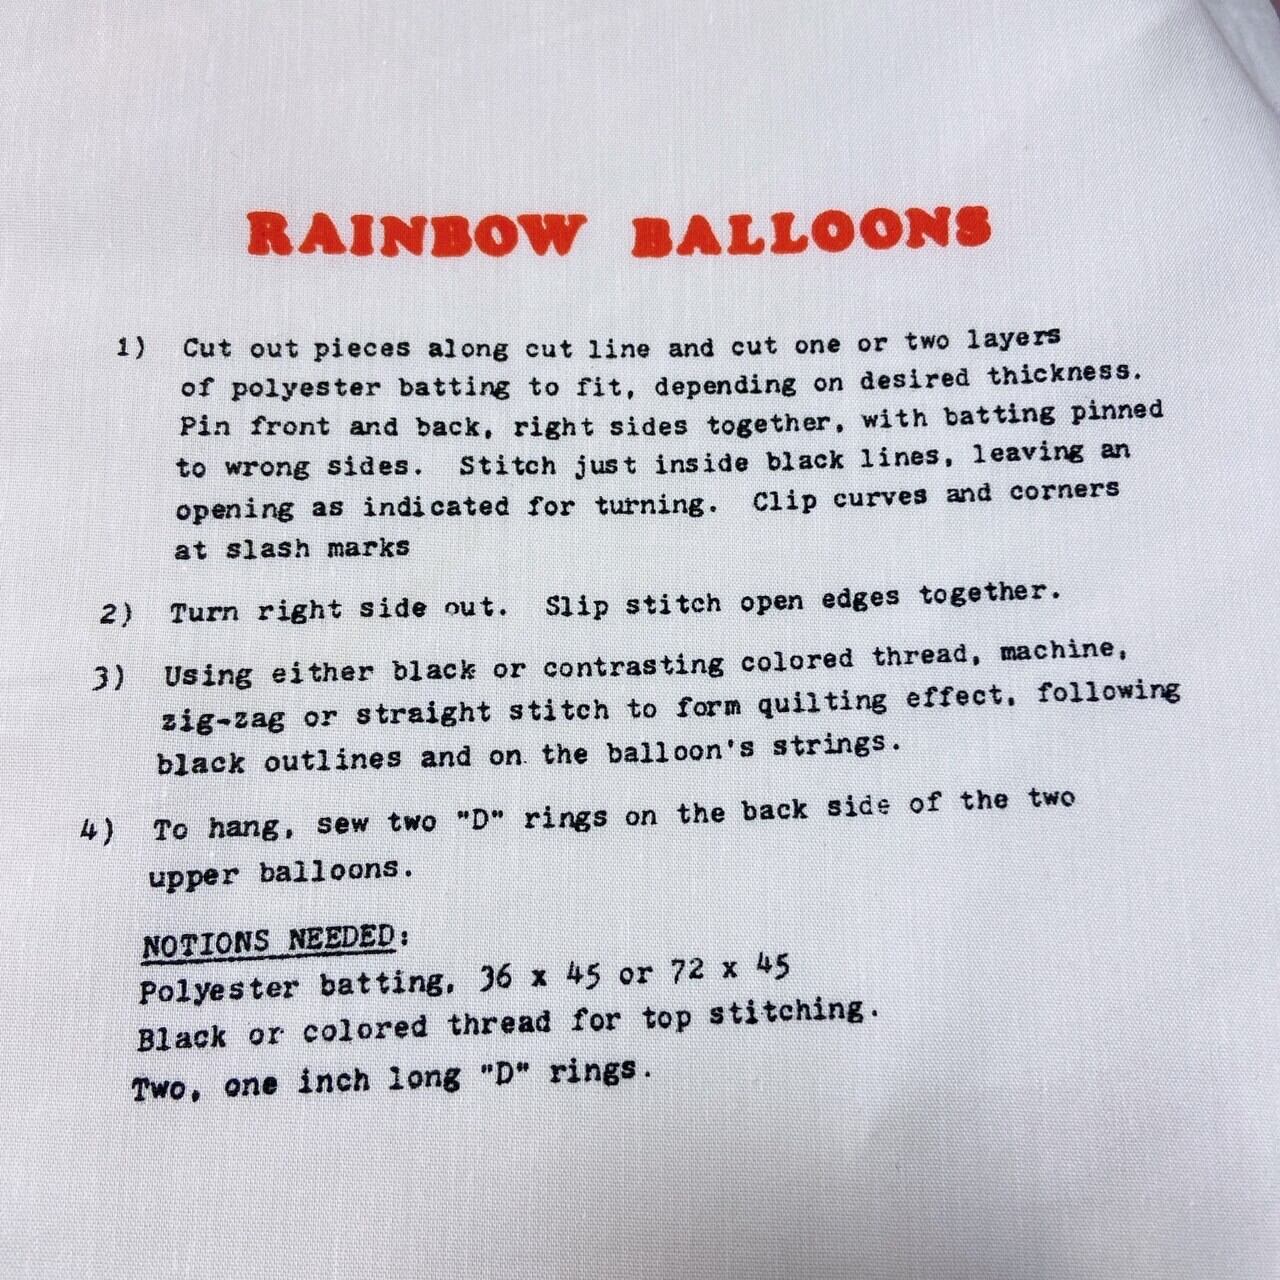 RAINBOW BALLOONS
1) Cut out pieces along cut line and cut one or two layers
of polyester batting to fit, depending on desired thickness.
Pin front and back, right sides together, with batting pinned
to wrong sides. Stitch just inside black lines, leaving an
opening as indicated for turning. Clip curves and corners
at slash marks
2) Turn right side out. Slip stitch open edges together.
3) Using either black or contrasting colored thread, machine,
zig-zag or straight stitch to form quilting effect, following
black outlines and on the balloon's strings.
4) To hang, sew two "D" rings on the back side of the two
upper balloons.
NOTIONS NEEDED:
Polyester batting, 36 x 45 or 72 x 45
Black or colored thread for top stitching.
Two, one inch long "D" rings.